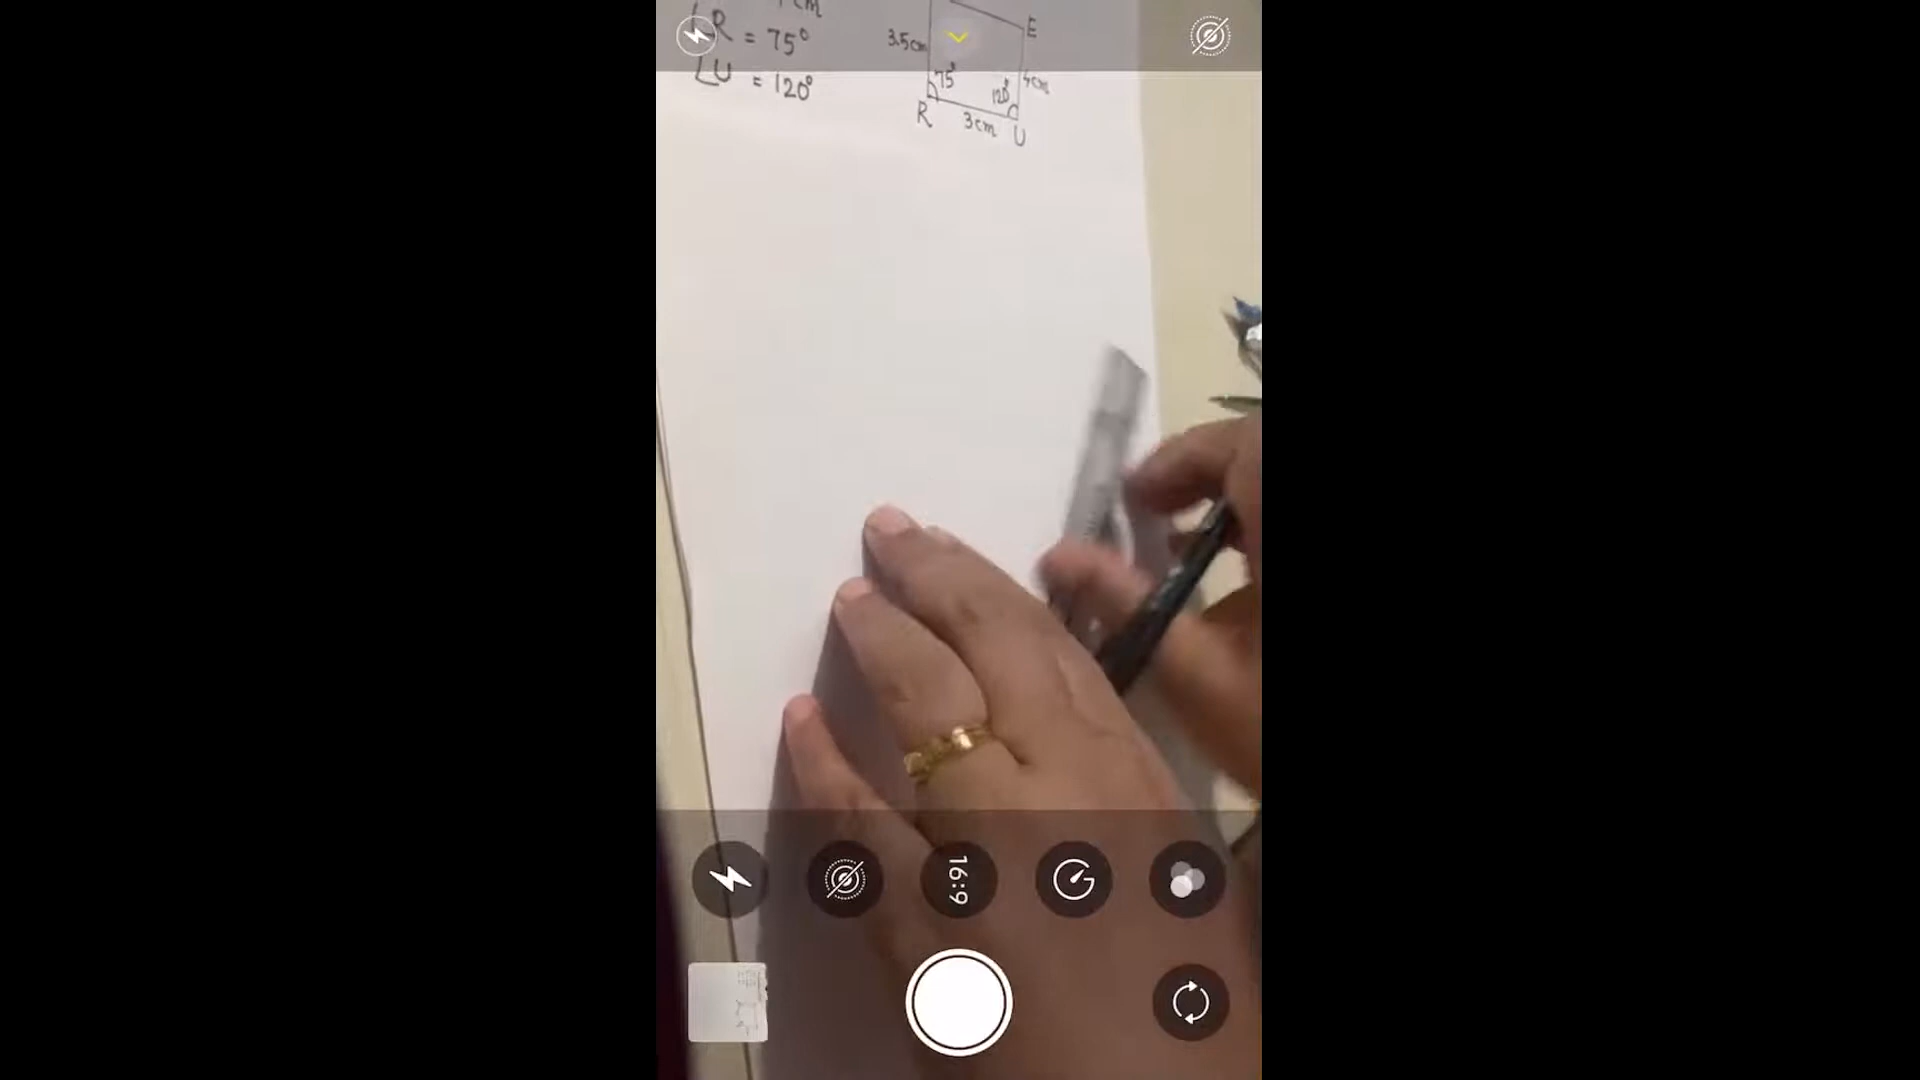 cm
∠R = 75°
∠U = 120°
E
3.5cm
75°
120°
4cm
R
3cm
U
16:9